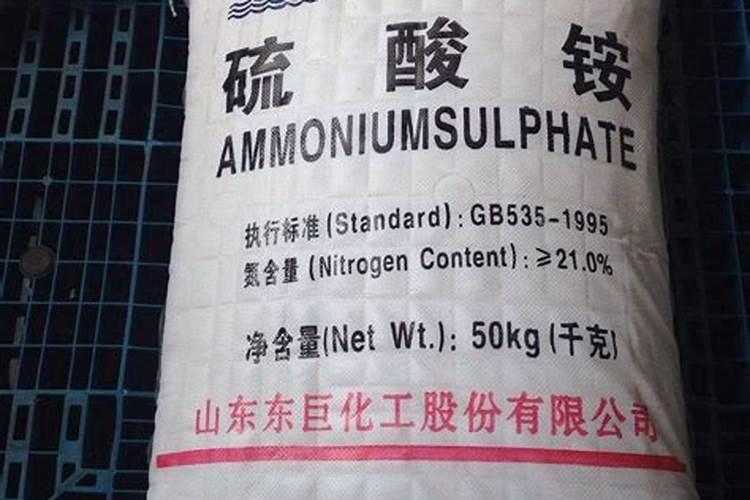 硫酸铵
AMMONIUMSULPHATE
执行标准(Standard):GB535-1995
氮含量(Nitrogen Content):≥21.0%
净含量(Net Wt.): 50kg(千克)
山东东巨化工股份有限公司